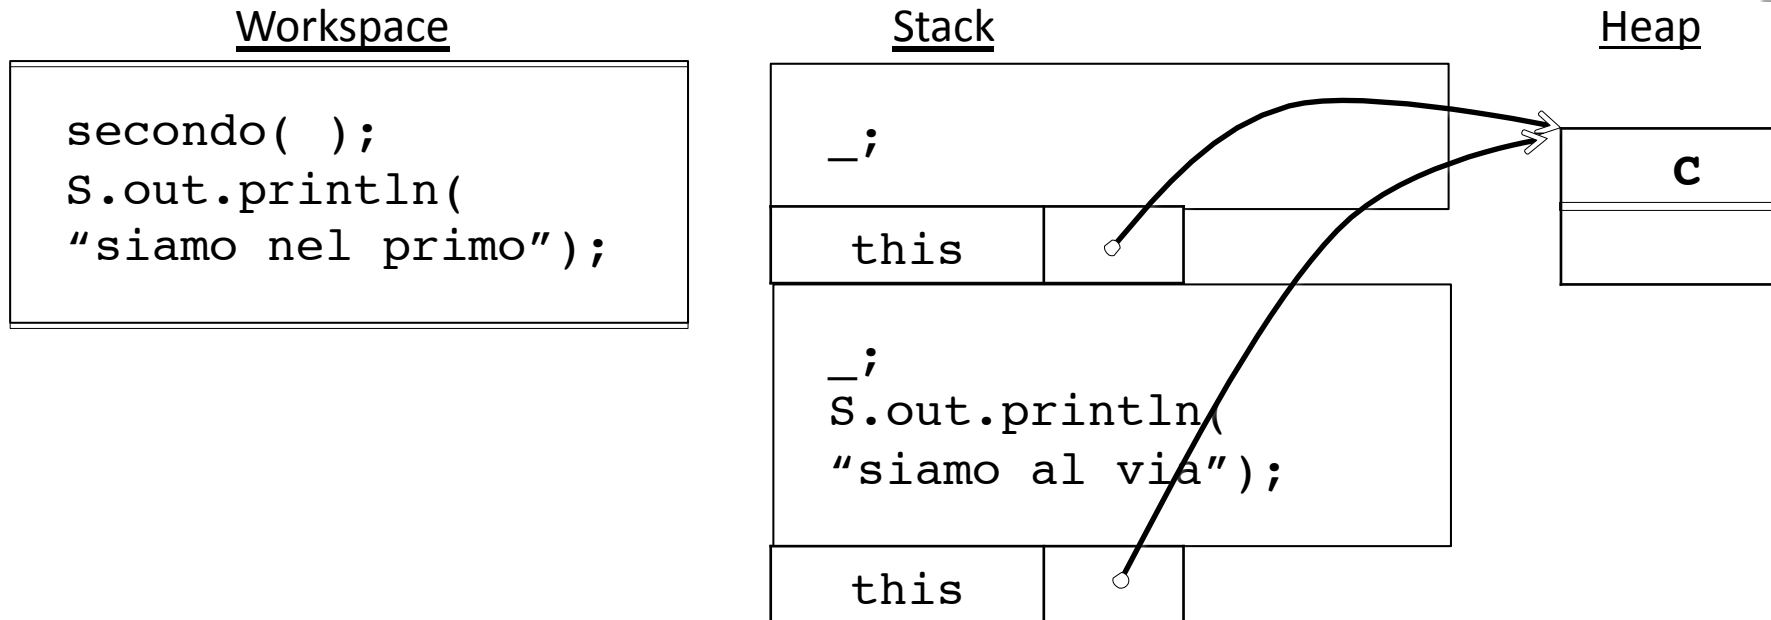 Workspace
Stack
Heap
secondo( );
S.out.println(
“siamo nel primo”);
_;
this
_;
S.out.println(
“siamo al via”);
this
C